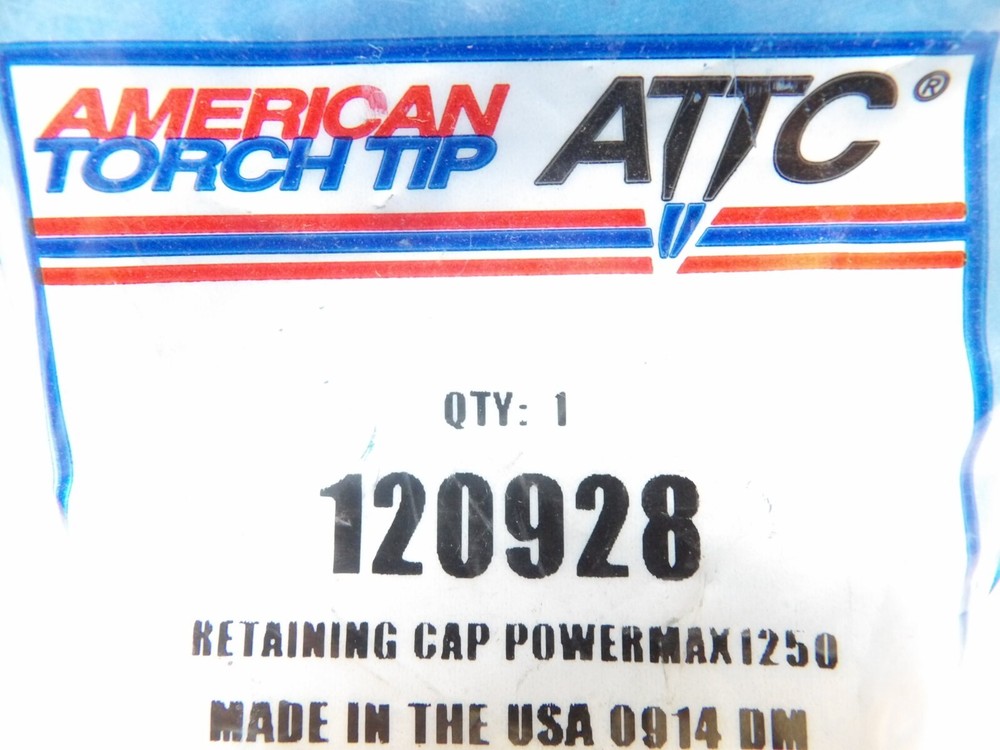 AMERICAN
TORCH TIP
ATTC®
QTY: 1
120928
RETAINING CAP POWERMAX1250
MADE IN THE USA 0914 DM